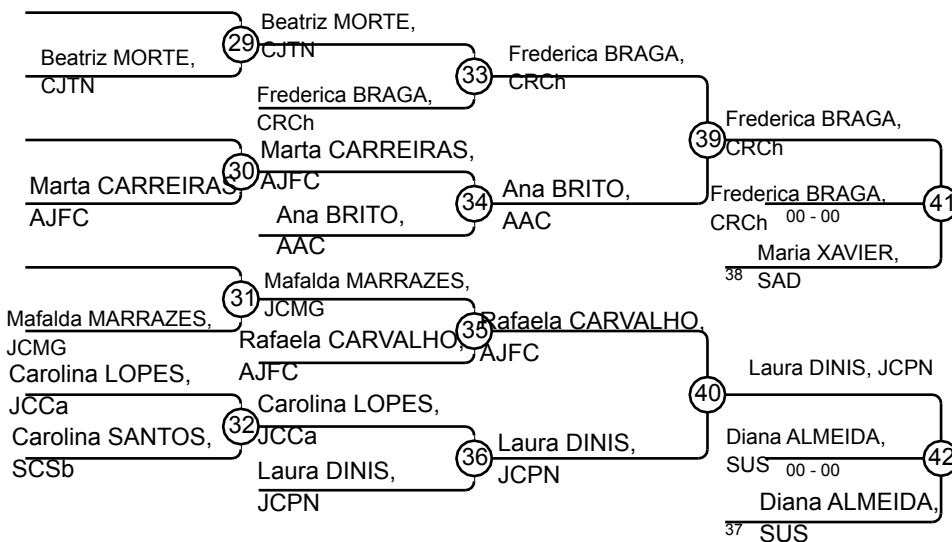 Beatriz MORTE,
CJTN
29
Beatriz MORTE,
CJTN
Frederica BRAGA,
CRCh
33
Frederica BRAGA,
CRCh
Marta CARREIRAS,
AJFC
30
Marta CARREIRAS,
AJFC
Ana BRITO,
AAC
34
Ana BRITO,
AAC
39
Frederica BRAGA,
CRCh
Frederica BRAGA,
CRCh
00 - 00
41
38
Maria XAVIER,
SAD
Mafalda MARRAZES,
JCMG
31
Mafalda MARRAZES,
JCMG
Rafaela CARVALHO,
AJFC
35
Rafaela CARVALHO,
AJFC
Carolina LOPES,
JCCa
Carolina SANTOS,
SCSb
32
Carolina LOPES,
JCCa
Laura DINIS,
JCPN
36
Laura DINIS,
JCPN
40
Laura DINIS, JCPN
Diana ALMEIDA,
SUS
00 - 00
42
37
Diana ALMEIDA,
SUS